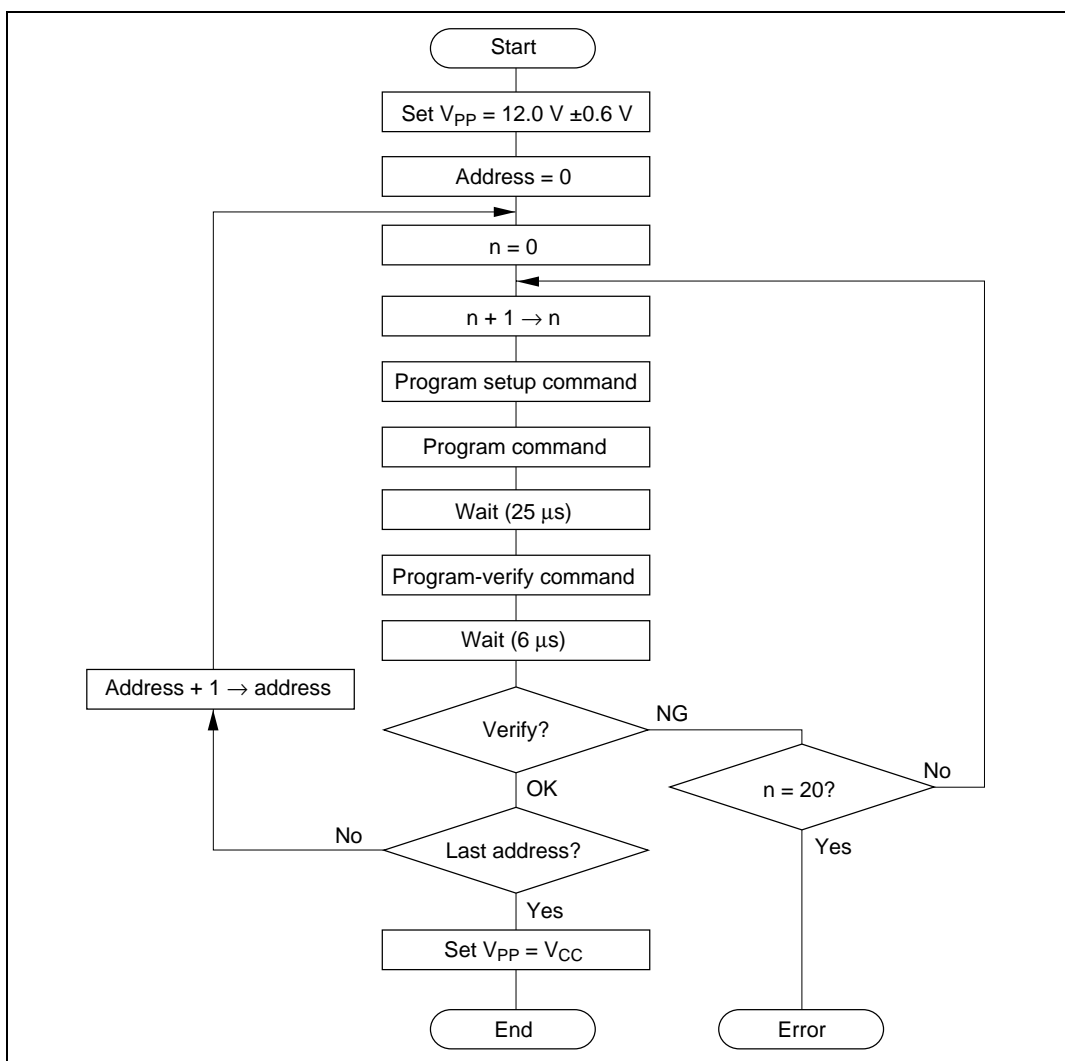 Start
Set VPP = 12.0 V ±0.6 V
Address = 0
n = 0
n + 1 → n
Program setup command
Program command
Wait (25 μs)
Program-verify command
Wait (6 μs)
Address + 1 → address
Verify?
NG
OK
n = 20?
No
Yes
Last address?
No
Yes
Set VPP = VCC
End
Error